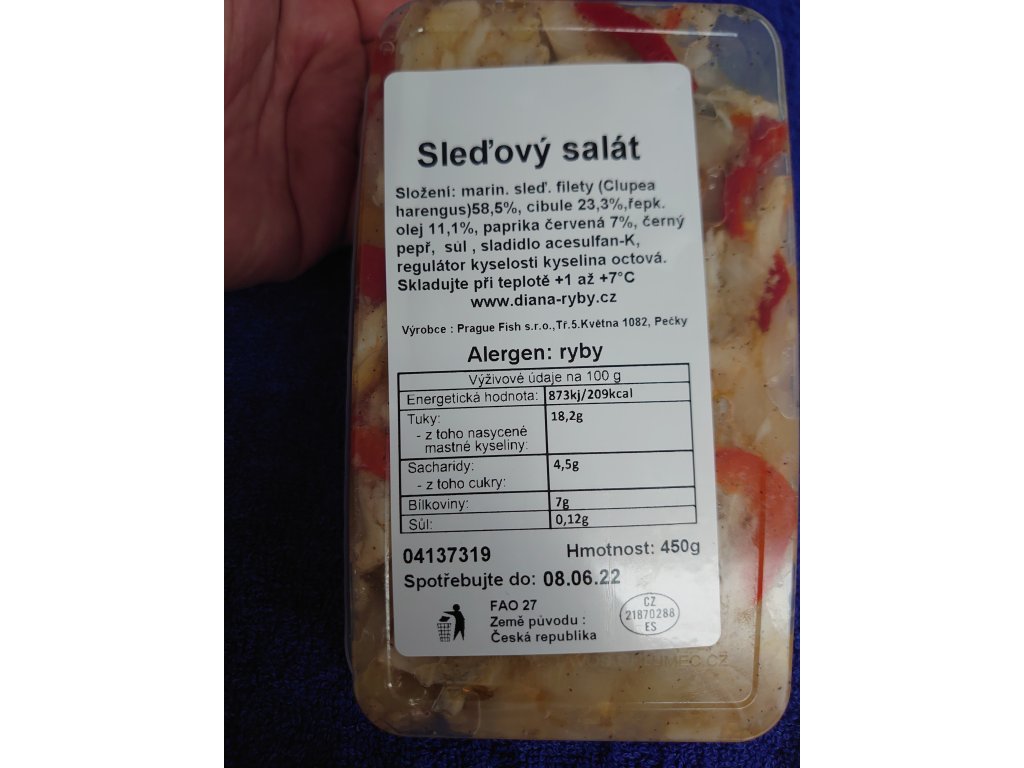 Sleďový salát
Složení: marin. sleď. filety (Clupea
harengus)58,5%, cibule 23,3%,řepk.
olej 11,1%, paprika červená 7%, černý
pepř, sůl , sladidlo acesulfan-K,
regulátor kyselosti kyselina octová.
Skladujte při teplotě +1 až +7°C
www.diana-ryby.cz
Výrobce : Prague Fish s.r.o.,Tř.5.Května 1082, Pečky
Alergen: ryby
Výživové údaje na 100 g
Energetická hodnota: 873kj/209kcal
Tuky: 18,2g
- z toho nasycené
mastné kyseliny:
Sacharidy: 4,5g
- z toho cukry:
Bílkoviny: 7g
Sůl: 0,12g
04137319 Hmotnost: 450g
Spotřebujte do: 08.06.22
FAO 27
Země původu :
Česká republika
CZ
21870288
ES